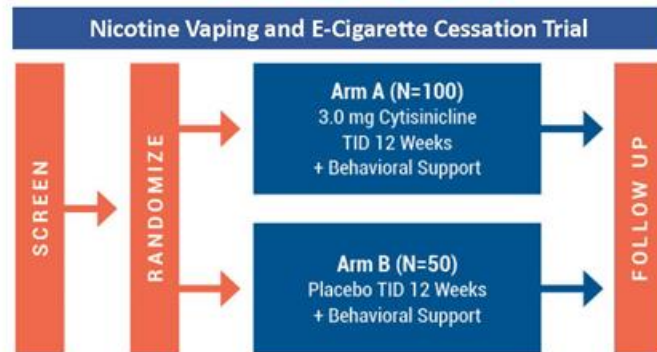 Nicotine Vaping and E-Cigarette Cessation Trial
SCREEN
RANDOMIZE
Arm A (N=100)
3.0 mg Cytisinicline
TID 12 Weeks
+ Behavioral Support
Arm B (N=50)
Placebo TID 12 Weeks
+ Behavioral Support
FOLLOW UP